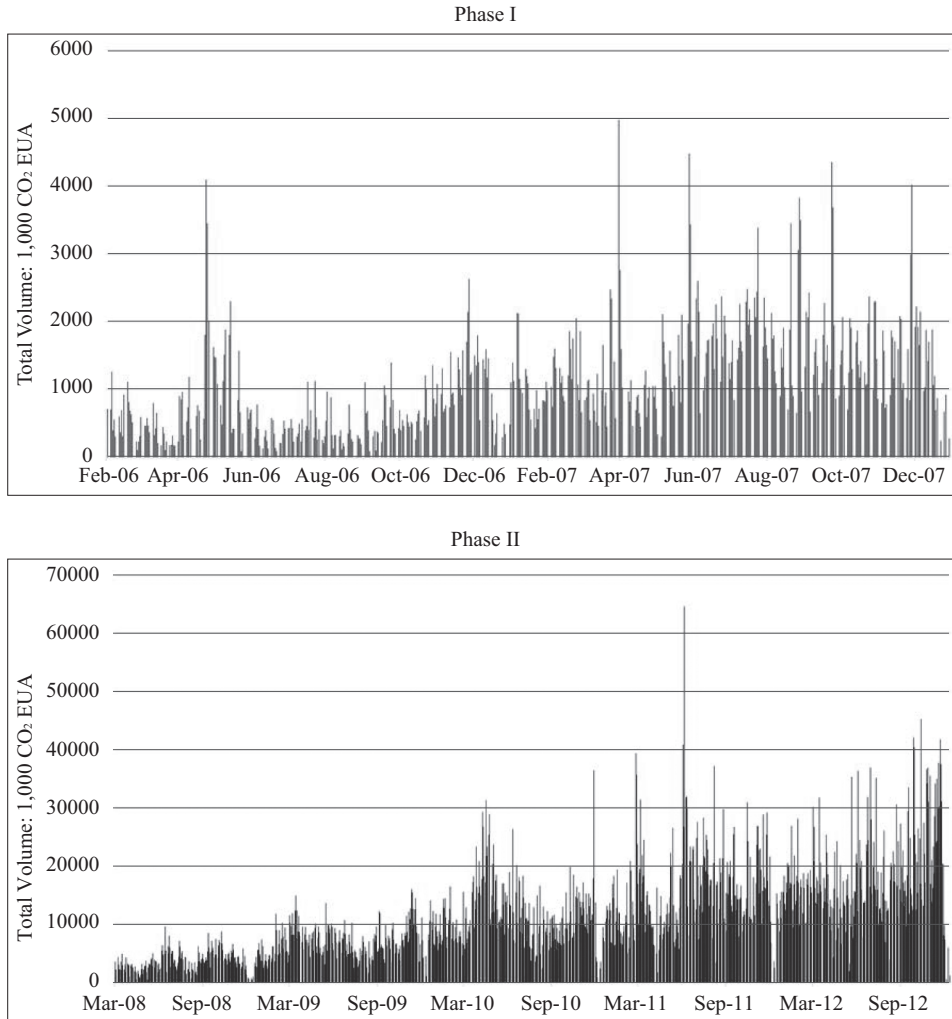 Phase I
Total Volume: 1,000 CO₂ EUA
6000
5000
4000
3000
2000
1000
0
Feb-06 Apr-06 Jun-06 Aug-06 Oct-06 Dec-06 Feb-07 Apr-07 Jun-07 Aug-07 Oct-07 Dec-07
Phase II
Total Volume: 1,000 CO₂ EUA
70000
60000
50000
40000
30000
20000
10000
0
Mar-08 Sep-08 Mar-09 Sep-09 Mar-10 Sep-10 Mar-11 Sep-11 Mar-12 Sep-12